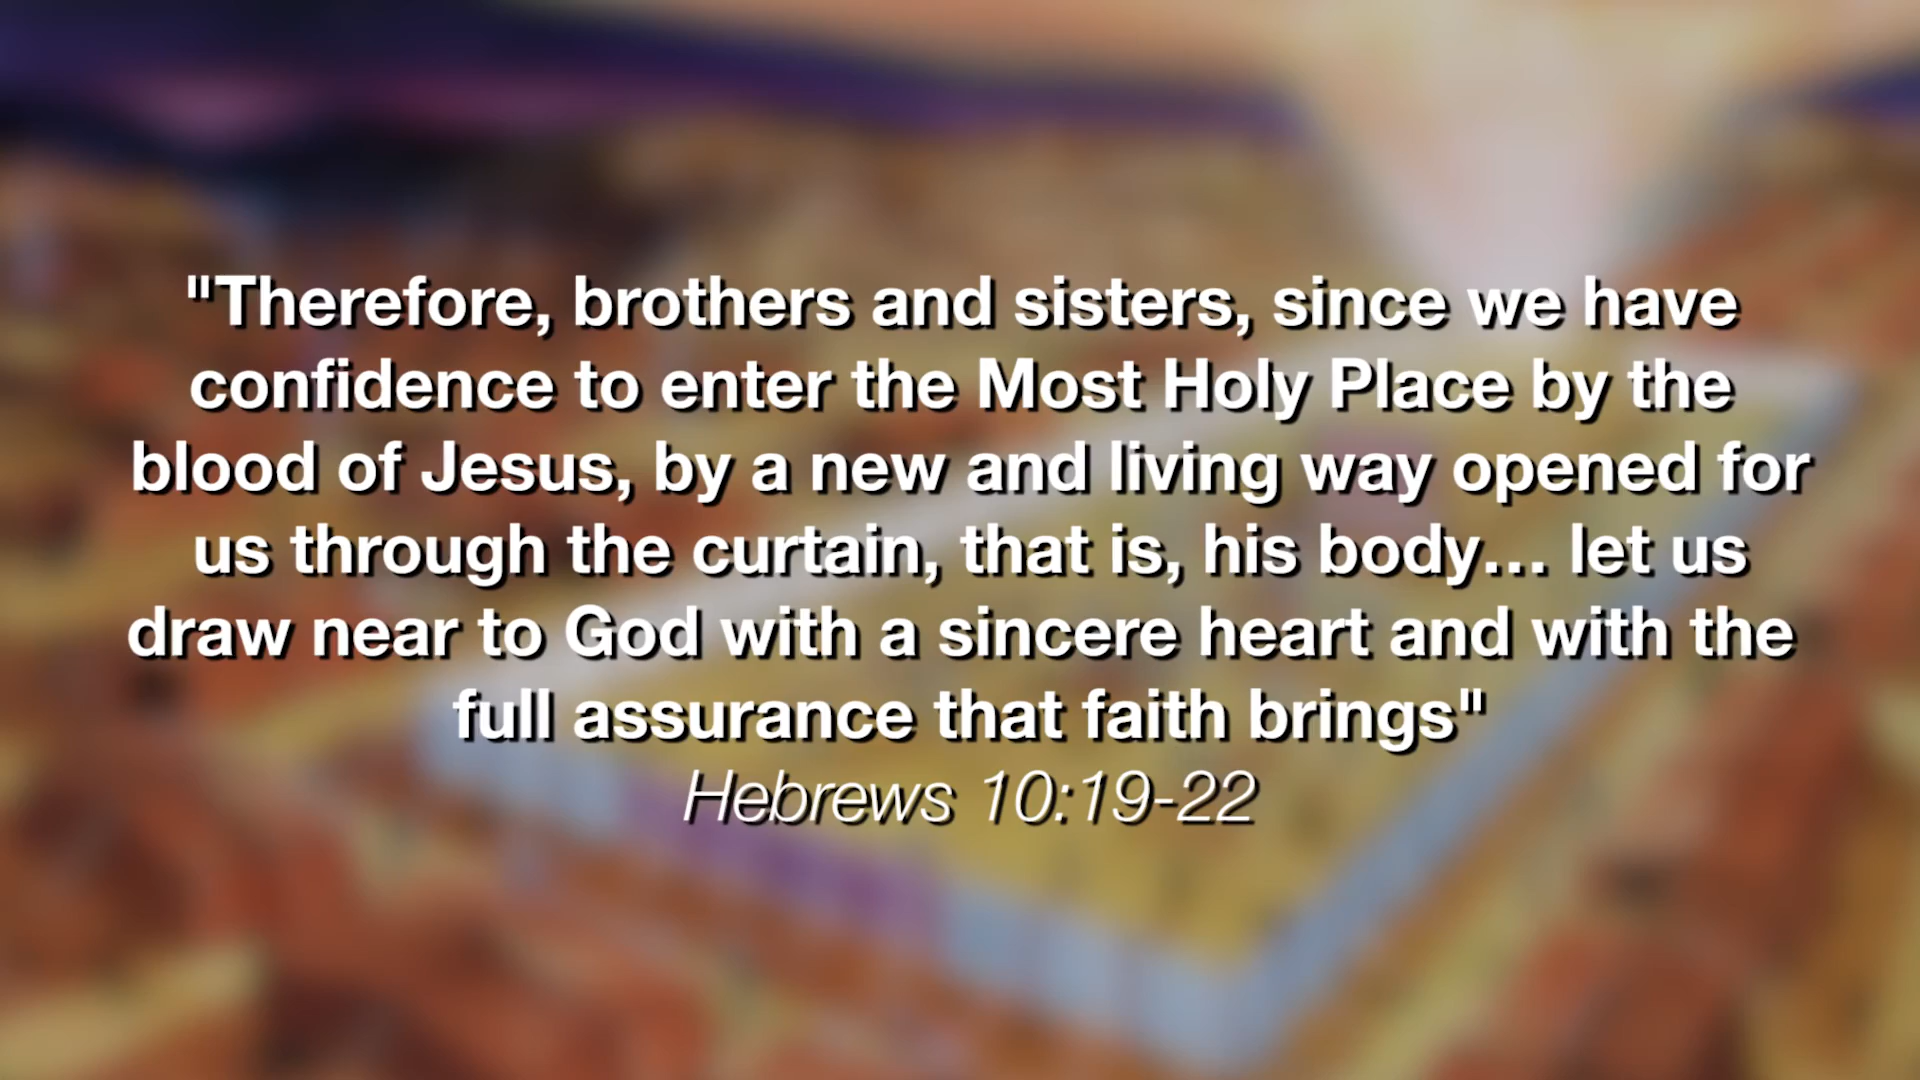 "Therefore, brothers and sisters, since we have
confidence to enter the Most Holy Place by the
blood of Jesus, by a new and living way opened for
us through the curtain, that is, his body… let us
draw near to God with a sincere heart and with the
full assurance that faith brings"
Hebrews 10:19-22